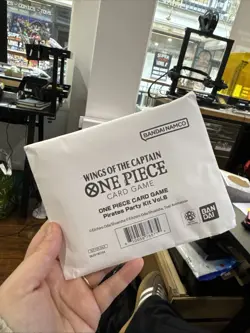 BANDAI NAMCO
WINGS OF THE CAPTAIN
ONE PIECE
CARD GAME
ONE PIECE CARD GAME
Pirates Party Kit Vol.6
BANDAI